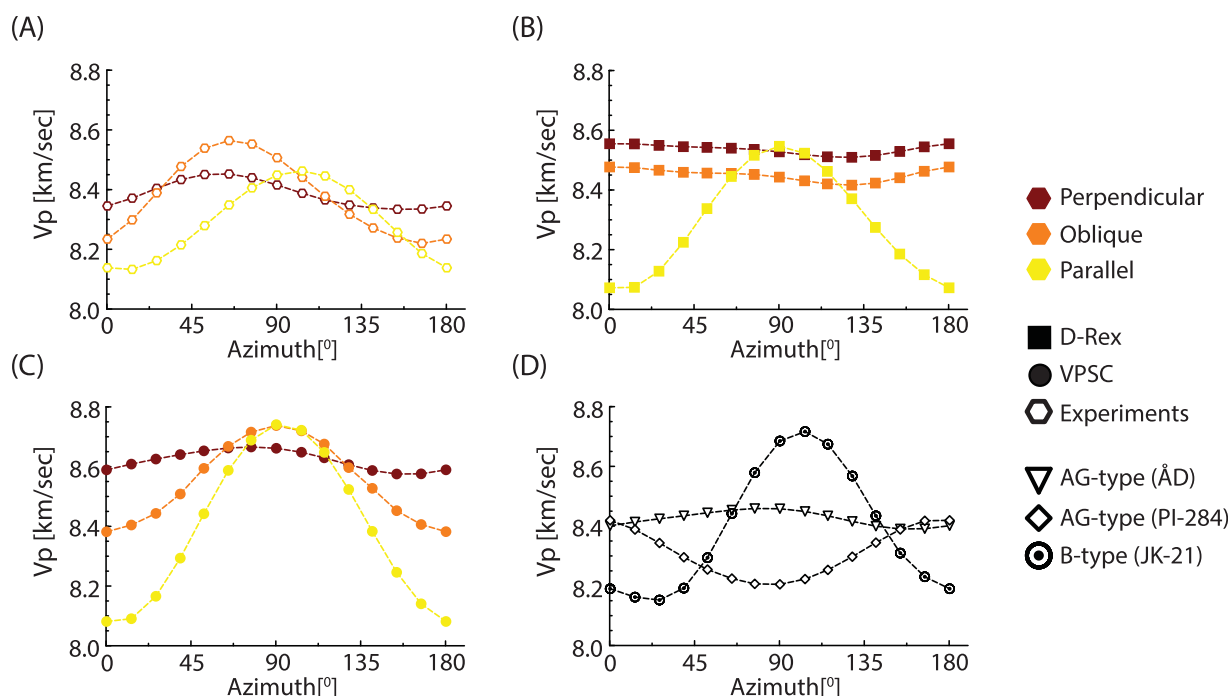 (A)
Vp [km/sec]
8.8
8.6
8.4
8.2
8.0
0 45 90 135 180
Azimuth[⁰]
(B)
Vp [km/sec]
8.8
8.6
8.4
8.2
8.0
0 45 90 135 180
Azimuth[⁰]
Perpendicular
Oblique
Parallel
D-Rex
VPSC
Experiments
(C)
Vp [km/sec]
8.8
8.6
8.4
8.2
8.0
0 45 90 135 180
Azimuth[⁰]
(D)
Vp [km/sec]
8.8
8.6
8.4
8.2
8.0
0 45 90 135 180
Azimuth[⁰]
AG-type (ÅD)
AG-type (PI-284)
B-type (JK-21)